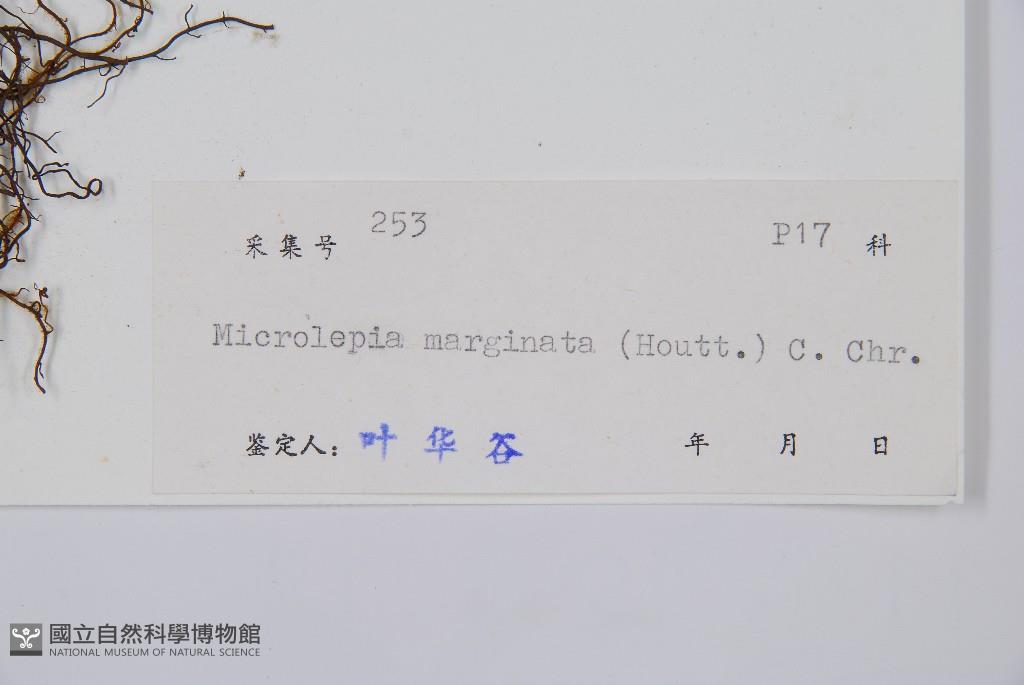 采集号 253 P17 科
Microlepia marginata (Houtt.) C. Chr.
鉴定人: 叶华谷 年 月 日
國立自然科學博物館
NATIONAL MUSEUM OF NATURAL SCIENCE